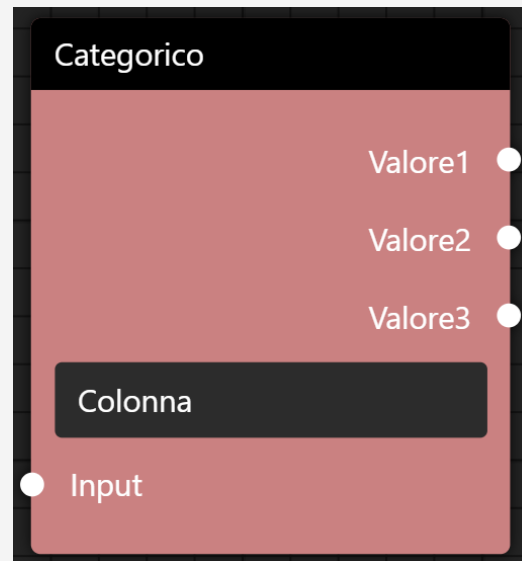 Categorico
Valore1
Valore2
Valore3
Colonna
Input